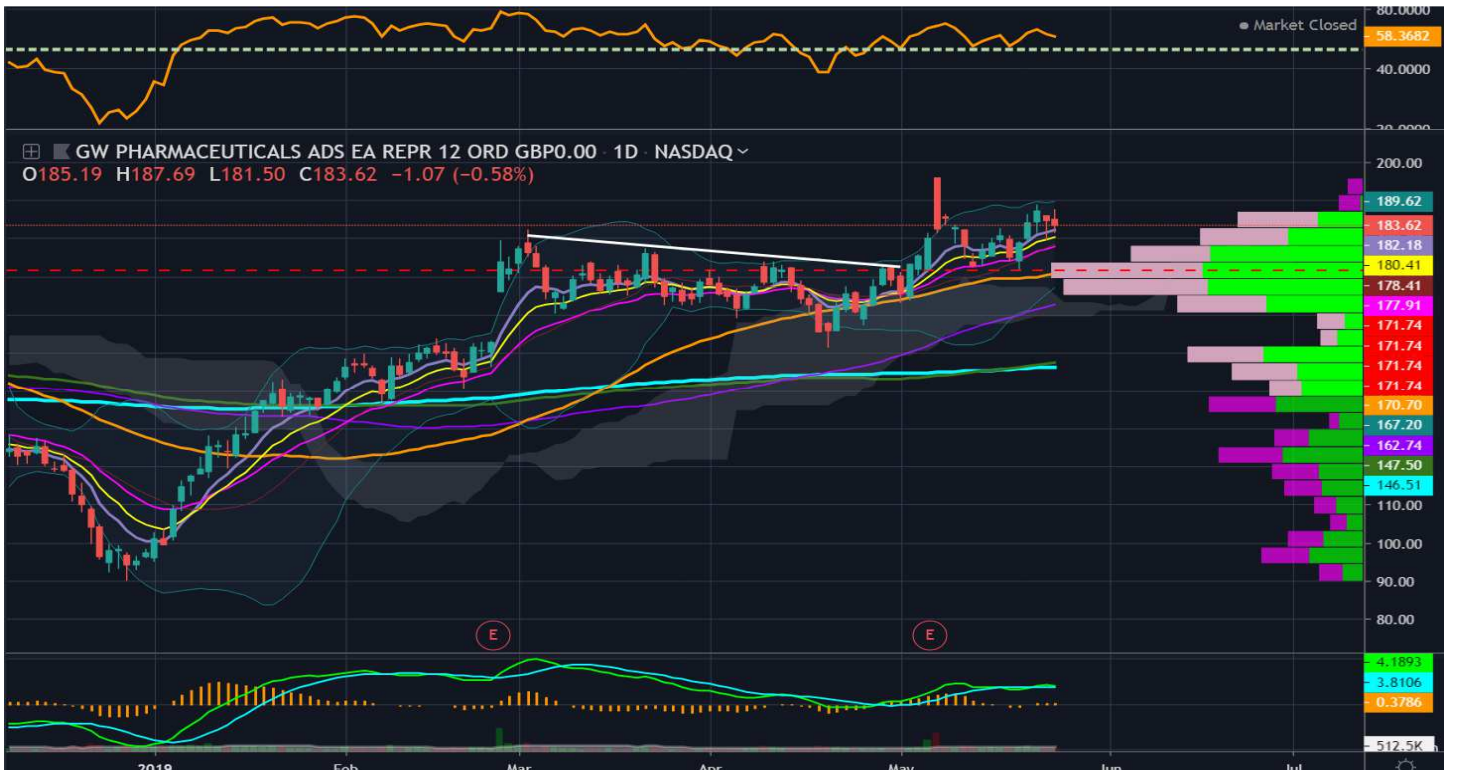 80.0000
Market Closed
58.3682
40.0000
20.0000
GW PHARMACEUTICALS ADS EA REPR 12 ORD GBP0.00 · 1D · NASDAQ
O185.19 H187.69 L181.50 C183.62 −1.07 (−0.58%)
200.00
189.62
183.62
182.18
180.41
178.41
177.91
171.74
171.74
171.74
171.74
170.70
167.20
162.74
147.50
146.51
110.00
100.00
90.00
80.00
E
E
4.1893
3.8106
0.3786
512.5K
2019
Feb
Mar
Apr
May
Jun
Jul